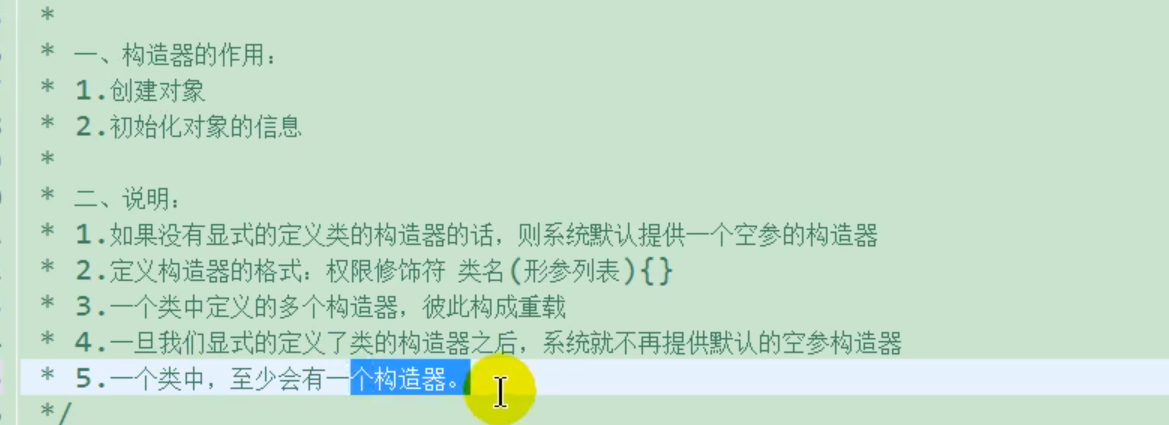 *
* 一、构造器的作用：
* 1.创建对象
* 2.初始化对象的信息
*
* 二、说明：
* 1.如果没有显式的定义类的构造器的话，则系统默认提供一个空参的构造器
* 2.定义构造器的格式：权限修饰符 类名(形参列表){}
* 3.一个类中定义的多个构造器，彼此构成重载
* 4.一旦我们显式的定义了类的构造器之后，系统就不再提供默认的空参构造器
* 5.一个类中，至少会有一个构造器。
*/